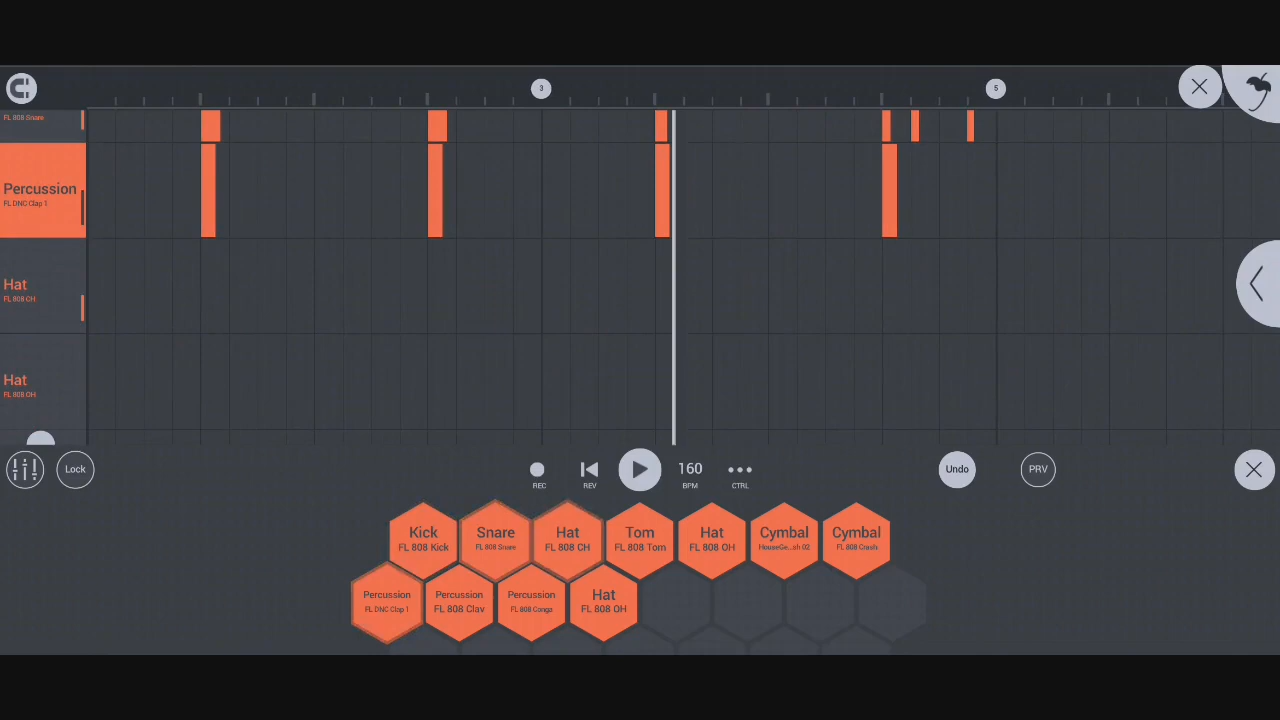 3
5
FL 808 Snare
Percussion
FL DNC Clap 1
Hat
FL 808 CH
Hat
FL 808 OH
Lock
REC
REV
160
BPM
CTRL
Undo
PRV
Kick
FL 808 Kick
Snare
FL 808 Snare
Hat
FL 808 CH
Tom
FL 808 Tom
Hat
FL 808 OH
Cymbal
HouseGe...sh 02
Cymbal
FL 808 Crash
Percussion
FL DNC Clap 1
Percussion
FL 808 Clav
Percussion
FL 808 Conga
Hat
FL 808 OH